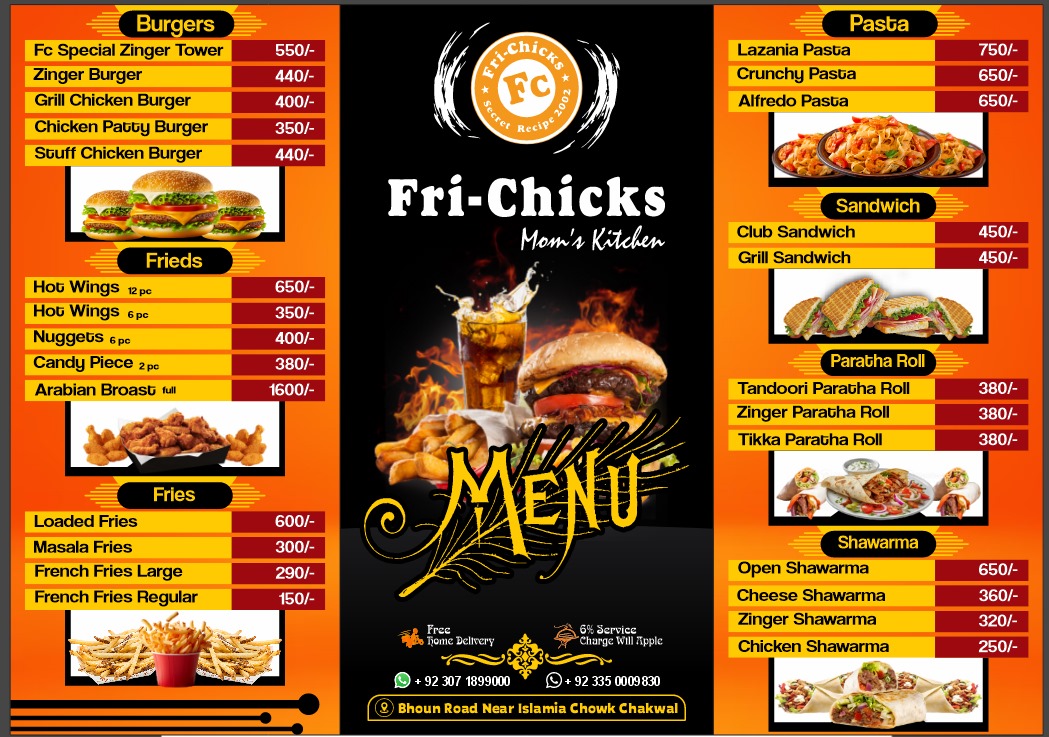 Burgers
Fc Special Zinger Tower 550/-
Zinger Burger 440/-
Grill Chicken Burger 400/-
Chicken Patty Burger 350/-
Stuff Chicken Burger 440/-
Frieds
Hot Wings 12 pc 650/-
Hot Wings 6 pc 350/-
Nuggets 6 pc 400/-
Candy Piece 2 pc 380/-
Arabian Broast full 1600/-
Fries
Loaded Fries 600/-
Masala Fries 300/-
French Fries Large 290/-
French Fries Regular 150/-
Fri-Chicks
Fc
Secret Recipe 2002
Fri-Chicks
Mom's Kitchen
MENU
Free
Home Delivery
6% Service
Charge Will Apple
+ 92 307 1899000
+ 92 335 0009830
Bhoun Road Near Islamia Chowk Chakwal
Pasta
Lazania Pasta 750/-
Crunchy Pasta 650/-
Alfredo Pasta 650/-
Sandwich
Club Sandwich 450/-
Grill Sandwich 450/-
Paratha Roll
Tandoori Paratha Roll 380/-
Zinger Paratha Roll 380/-
Tikka Paratha Roll 380/-
Shawarma
Open Shawarma 650/-
Cheese Shawarma 360/-
Zinger Shawarma 320/-
Chicken Shawarma 250/-